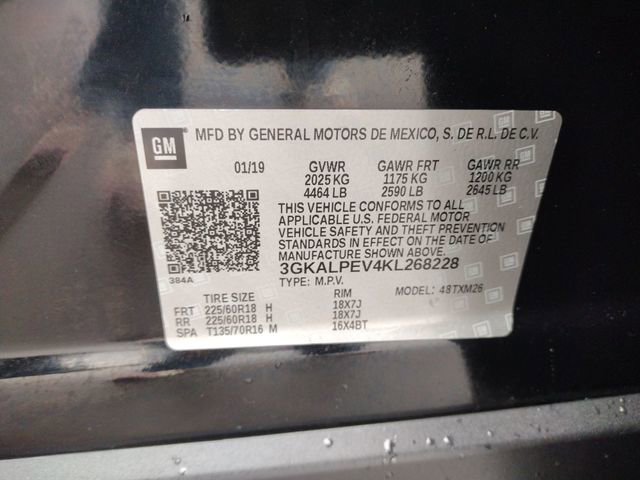 GM MFD BY GENERAL MOTORS DE MEXICO, S. DE R.L. DE C.V.
01/19 GVWR GAWR FRT GAWR RR
2025 KG 1175 KG 1200 KG
4464 LB 2590 LB 2645 LB
THIS VEHICLE CONFORMS TO ALL
APPLICABLE U.S. FEDERAL MOTOR
VEHICLE SAFETY AND THEFT PREVENTION
STANDARDS IN EFFECT ON THE DATE OF
MANUFACTURE SHOWN ABOVE.
3GKALPEV4KL268228
384A TYPE: M.P.V. MODEL: 48TXM26
TIRE SIZE RIM
FRT 225/60R18 H 18X7J
RR 225/60R18 H 18X7J
SPA T135/70R16 M 16X4BT